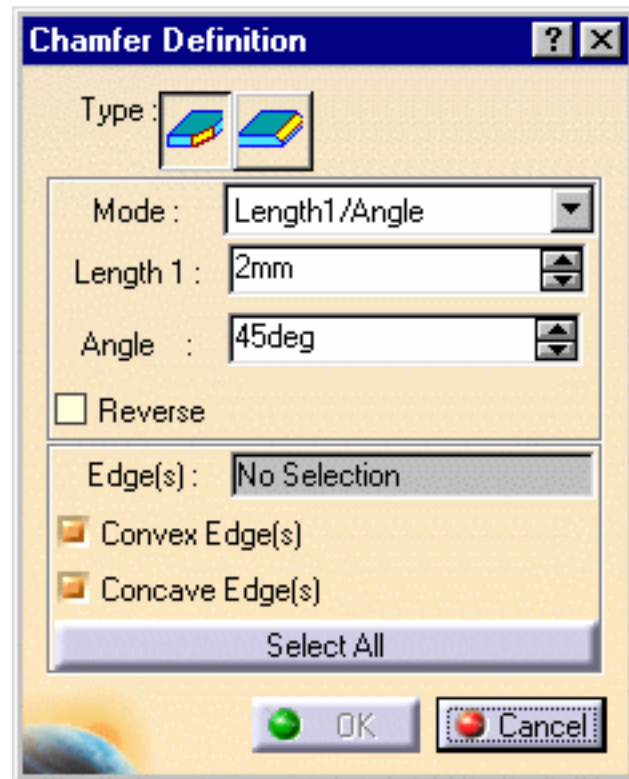 Chamfer Definition
Type :
Mode : Length1/Angle
Length 1 : 2mm
Angle : 45deg
Reverse
Edge(s) : No Selection
Convex Edge(s)
Concave Edge(s)
Select All
OK Cancel